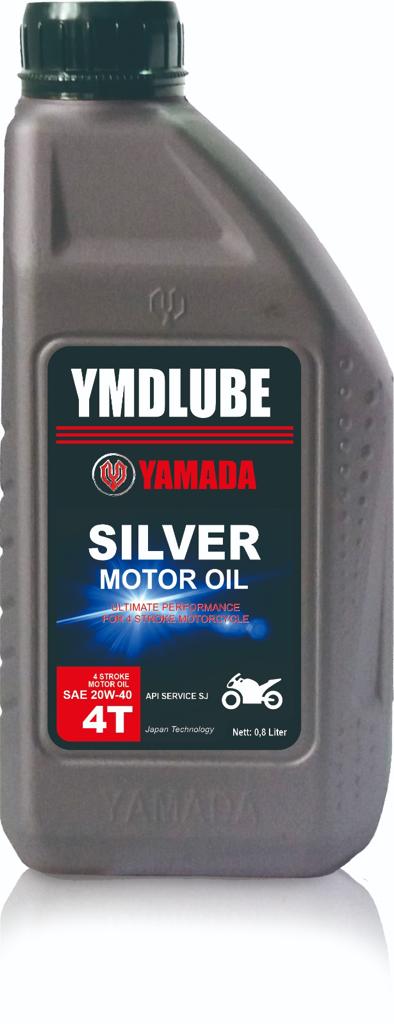 YMDLUBE
YAMADA
SILVER
MOTOR OIL
ULTIMATE PERFORMANCE
FOR 4 STROKE MOTORCYCLE
4 STROKE
MOTOR OIL
SAE 20W-40
4T
API SERVICE SJ
Japan Technology
Nett: 0,8 Liter
YAMADA